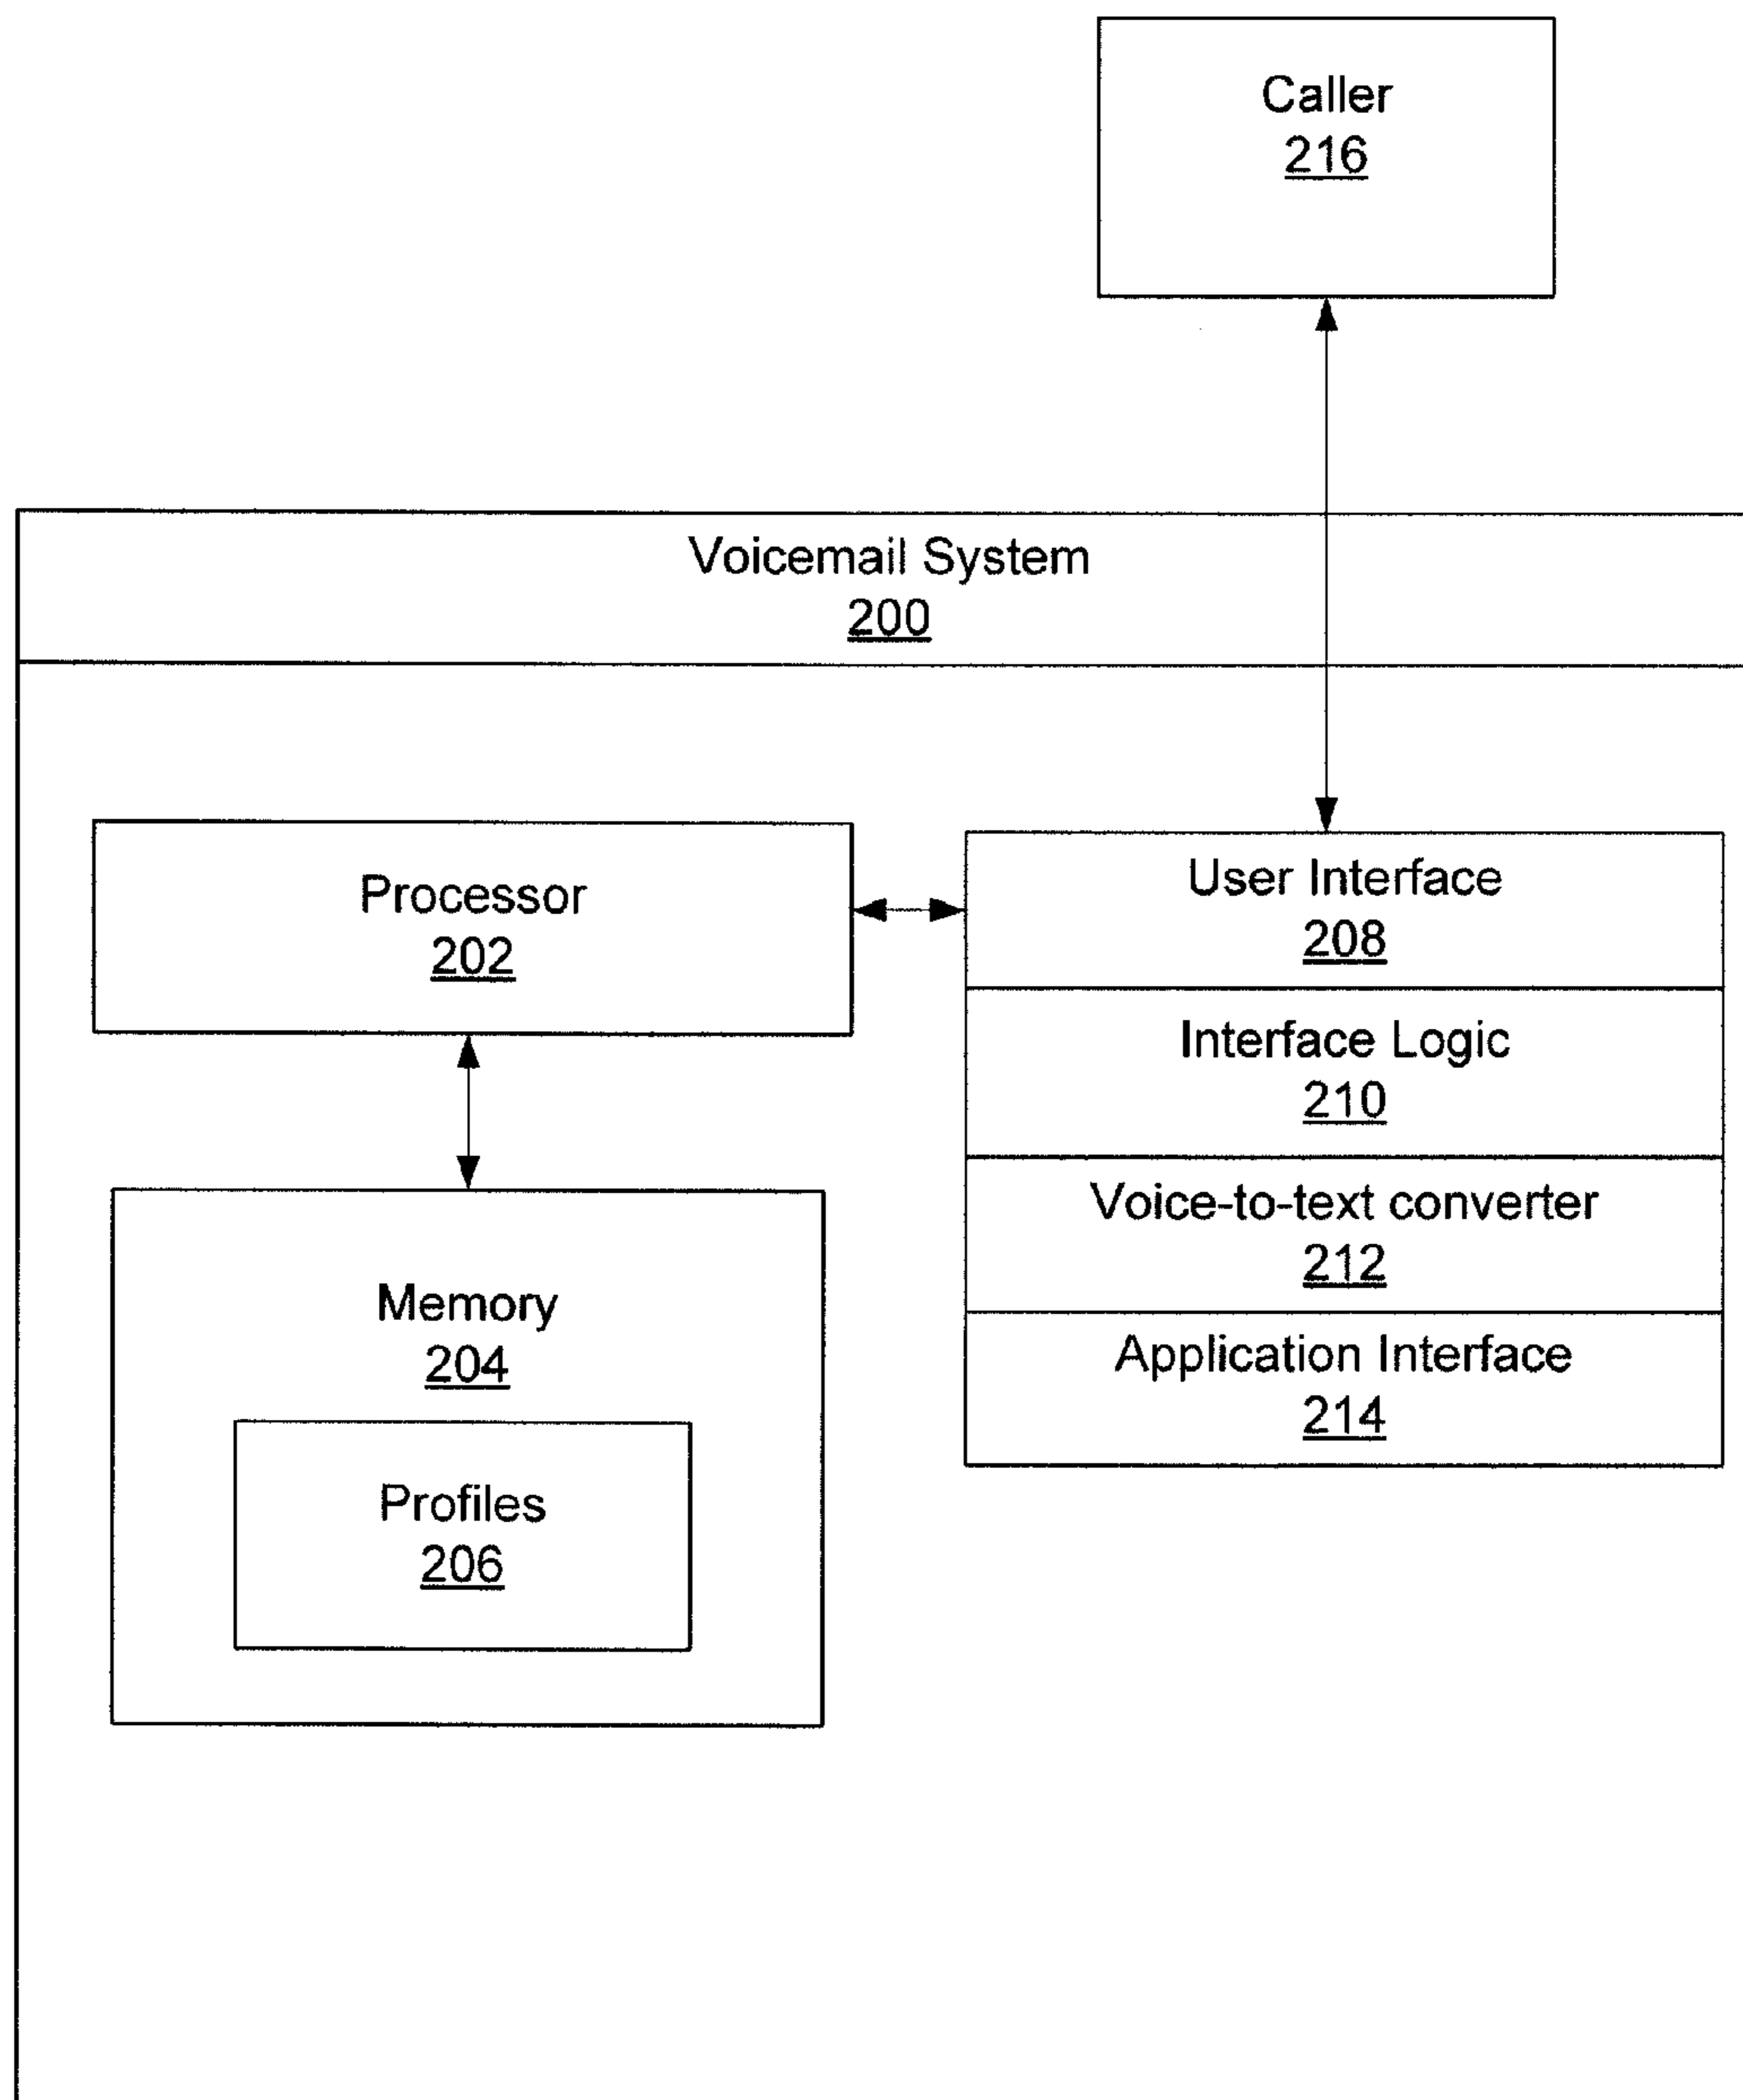 Caller
216
Voicemail System
200
Processor
202
User Interface
208
Interface Logic
210
Voice-to-text converter
212
Application Interface
214
Memory
204
Profiles
206